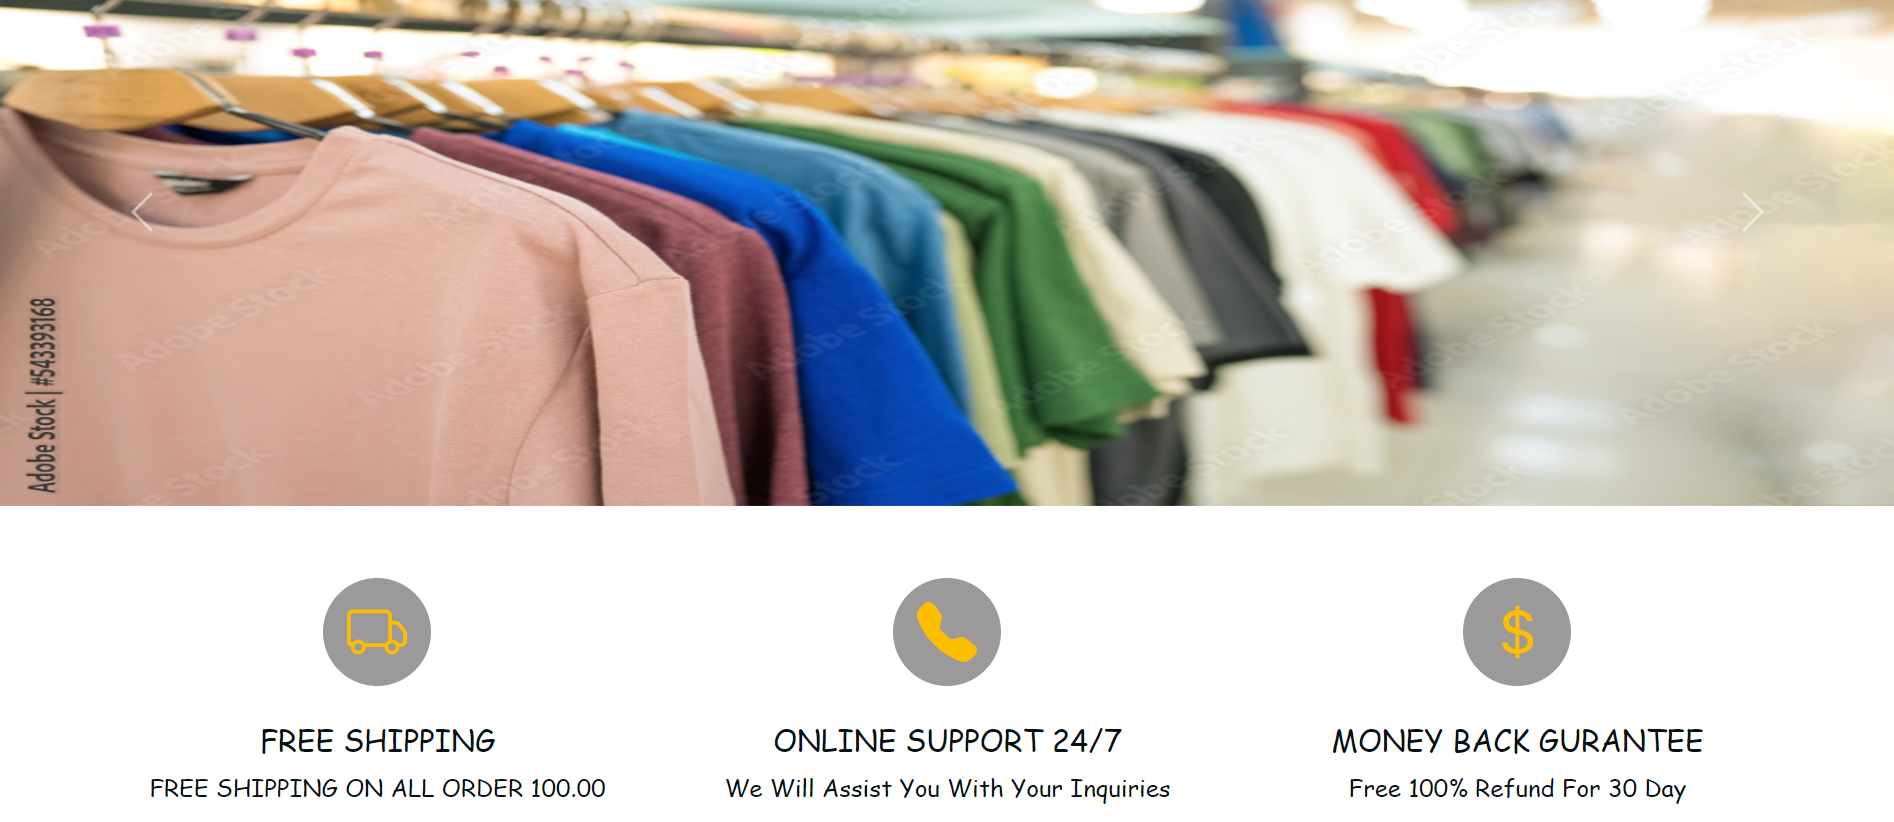 Adobe Stock | #543393168
FREE SHIPPING
ONLINE SUPPORT 24/7
MONEY BACK GURANTEE
FREE SHIPPING ON ALL ORDER 100.00
We Will Assist You With Your Inquiries
Free 100% Refund For 30 Day